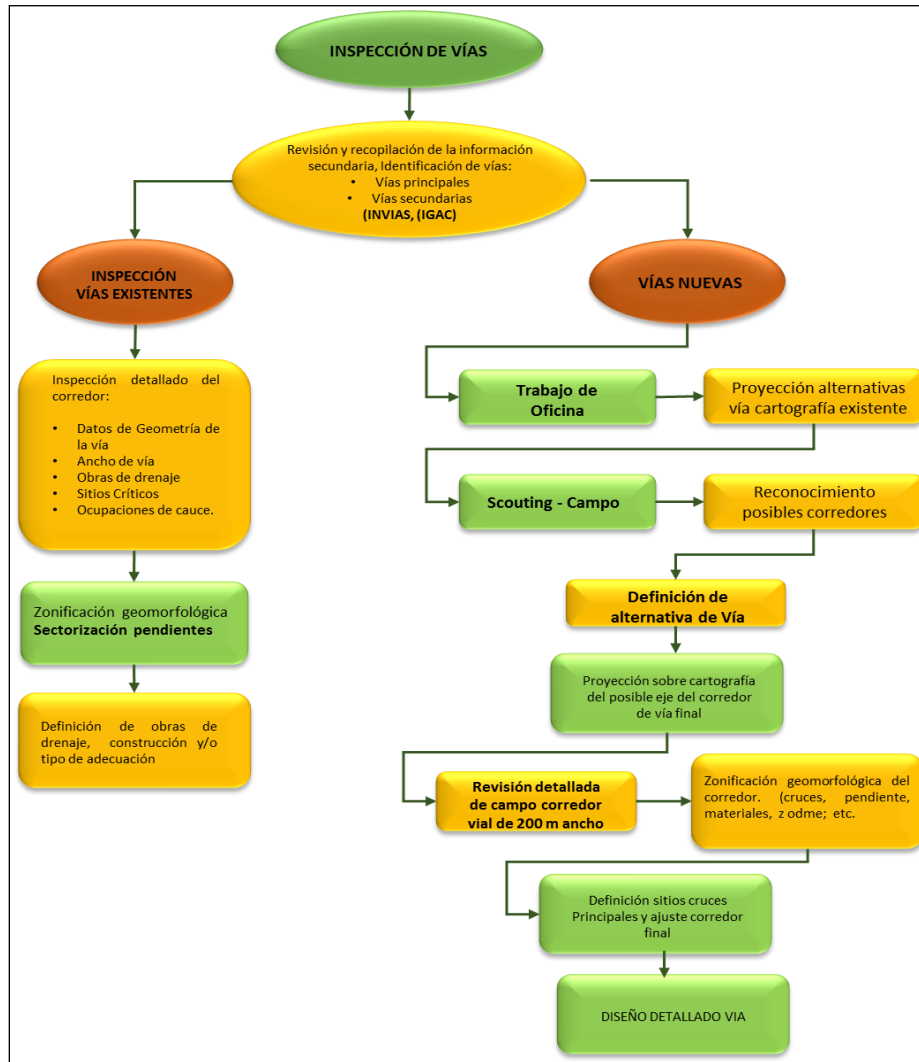 INSPECCIÓN DE VÍAS
Revisión y recopilación de la información
secundaria, Identificación de vías:
• Vías principales
• Vías secundarias
(INVIAS, (IGAC)
INSPECCIÓN
VÍAS EXISTENTES
Inspección detallado del
corredor:
• Datos de Geometría de
la vía
• Ancho de vía
• Obras de drenaje
• Sitios Críticos
• Ocupaciones de cauce.
Zonificación geomorfológica
Sectorización pendientes
Definición de obras de
drenaje, construcción y/o
tipo de adecuación
VÍAS NUEVAS
Trabajo de
Oficina
Proyección alternativas
vía cartografía existente
Scouting - Campo
Reconocimiento
posibles corredores
Definición de
alternativa de Vía
Proyección sobre cartografía
del posible eje del corredor
de vía final
Revisión detallada
de campo corredor
vial de 200 m ancho
Zonificación geomorfológica del
corredor. (cruces, pendiente,
materiales, z odme; etc.
Definición sitios cruces
Principales y ajuste corredor
final
DISEÑO DETALLADO VIA